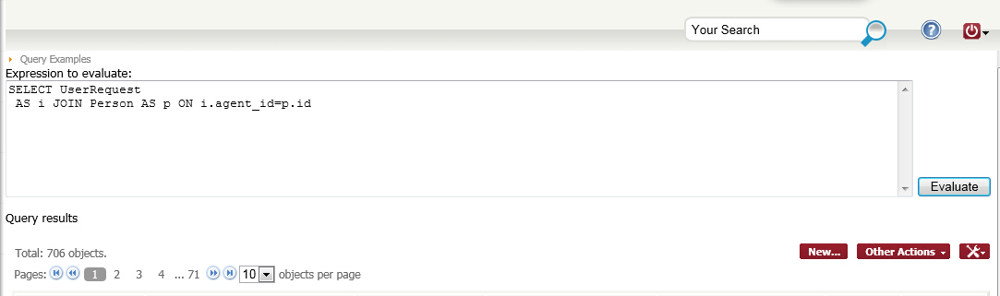 Your Search
Query Examples
Expression to evaluate:
SELECT UserRequest
AS i JOIN Person AS p ON i.agent_id=p.id
Evaluate
Query results
Total: 706 objects.
New... Other Actions
Pages: 1 2 3 4 ... 71 10 objects per page